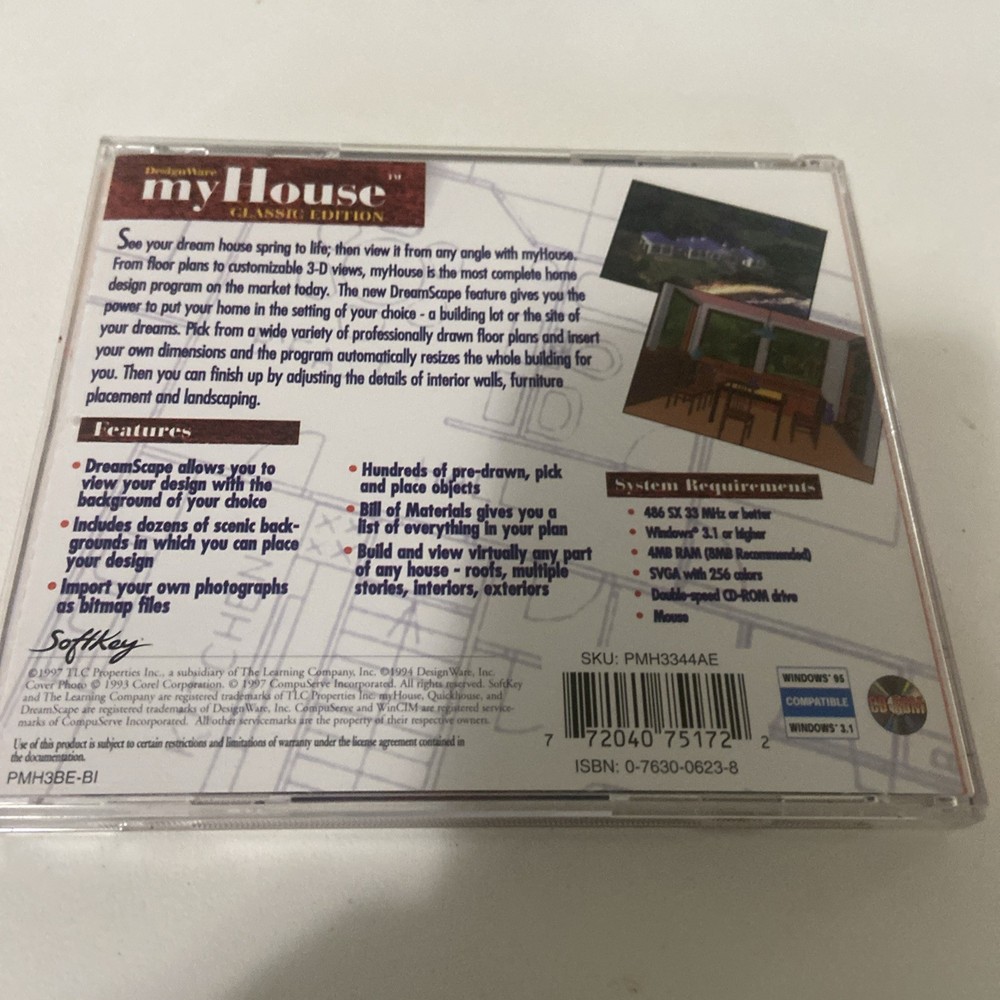 DesignWare
myHouse™
CLASSIC EDITION
See your dream house spring to life; then view it from any angle with myHouse.
From floor plans to customizable 3-D views, myHouse is the most complete home
design program on the market today. The new DreamScape feature gives you the
power to put your home in the setting of your choice - a building lot or the site of
your dreams. Pick from a wide variety of professionally drawn floor plans and insert
your own dimensions and the program automatically resizes the whole building for
you. Then you can finish up by adjusting the details of interior walls, furniture
placement and landscaping.
Features
• DreamScape allows you to
view your design with the
background of your choice
• Includes dozens of scenic back-
grounds in which you can place
your design
• Import your own photographs
as bitmap files
• Hundreds of pre-drawn, pick
and place objects
• Bill of Materials gives you a
list of everything in your plan
• Build and view virtually any part
of any house - roofs, multiple
stories, interiors, exteriors
System Requirements
• 486 SX 33 MHz or better
• Windows® 3.1 or higher
• 4MB RAM (8MB Recommended)
• SVGA with 256 colors
• Double-speed CD-ROM drive
• Mouse
SoftKey
©1997 TLC Properties Inc., a subsidiary of The Learning Company, Inc. ©1994 DesignWare, Inc.
Cover Photo © 1993 Corel Corporation. © 1997 CompuServe Incorporated. All rights reserved. SoftKey
and The Learning Company are registered trademarks of TLC Properties Inc. myHouse, Quickhouse, and
DreamScape are registered trademarks of DesignWare, Inc. CompuServe and WinCIM are registered service-
marks of CompuServe Incorporated. All other servicemarks are the property of their respective owners.
Use of this product is subject to certain restrictions and limitations of warranty under the license agreement contained in
the documentation.
PMH3BE-BI
SKU: PMH3344AE
7 72040 75172 2
ISBN: 0-7630-0623-8
WINDOWS® 95
COMPATIBLE
WINDOWS® 3.1
CD-ROM
KITCHEN